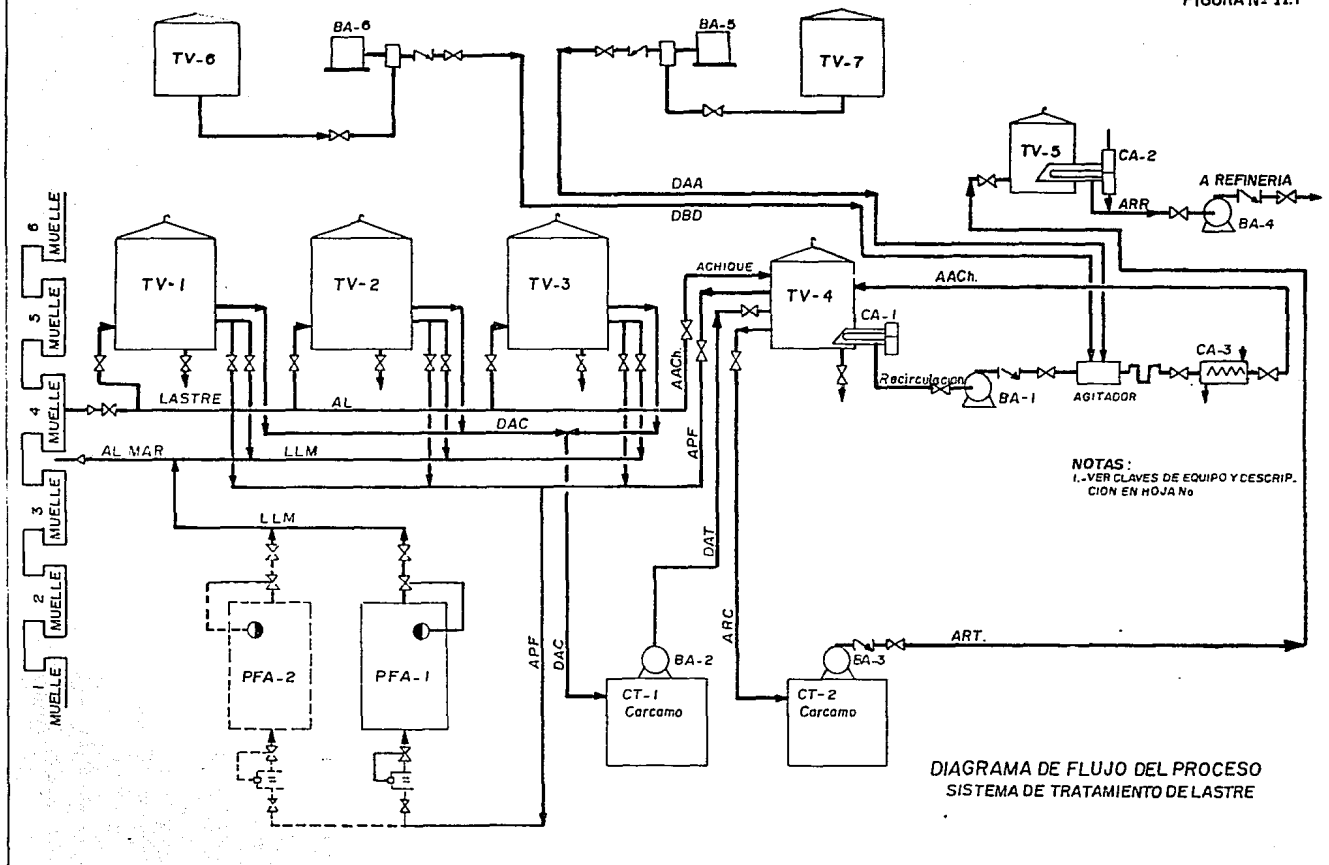 FIGURA No II.1
TV-6
BA-6
BA-5
TV-7
TV-5
CA-2
A REFINERIA
ARR
BA-4
DAA
DBD
MUELLE 6
MUELLE 5
MUELLE 4
MUELLE 3
MUELLE 2
MUELLE 1
TV-1
TV-2
TV-3
ACHIQUE
TV-4
AACh.
CA-1
CA-3
LASTRE
AL
AACh.
Recirculacion
BA-1
AGITADOR
DAC
AL MAR
LLM
APF
NOTAS:
1.-VER CLAVES DE EQUIPO Y DESCRIP-
CION EN HOJA No
LLM
DAT
ARC
PFA-2
PFA-1
APF
DAC
BA-2
BA-3
ART.
CT-1
Carcamo
CT-2
Carcamo
DIAGRAMA DE FLUJO DEL PROCESO
SISTEMA DE TRATAMIENTO DE LASTRE